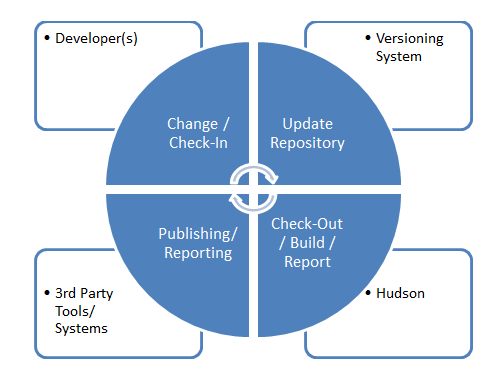 • Developer(s)
• Versioning
System
Change /
Check-In
Update
Repository
Publishing/
Reporting
Check-Out
/ Build /
Report
• 3rd Party
Tools/
Systems
• Hudson